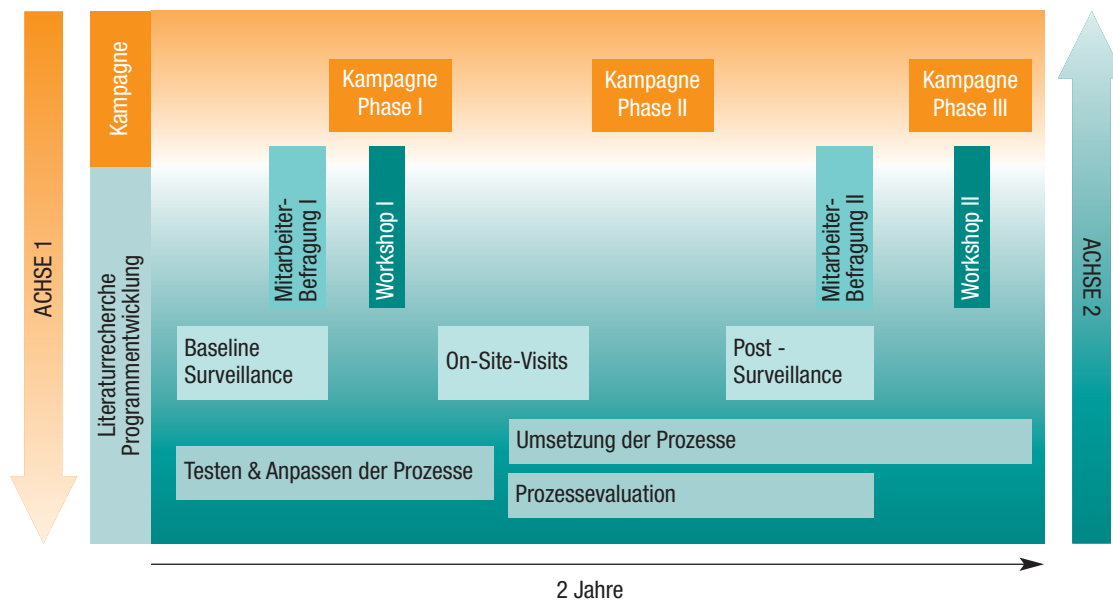 ACHSE 1
Kampagne
Literaturrecherche
Programmentwicklung
Kampagne
Phase I
Kampagne
Phase II
Kampagne
Phase III
Mitarbeiter-
Befragung I
Workshop I
Mitarbeiter-
Befragung II
Workshop II
Baseline
Surveillance
On-Site-Visits
Post -
Surveillance
Umsetzung der Prozesse
Testen & Anpassen der Prozesse
Prozessevaluation
ACHSE 2
2 Jahre